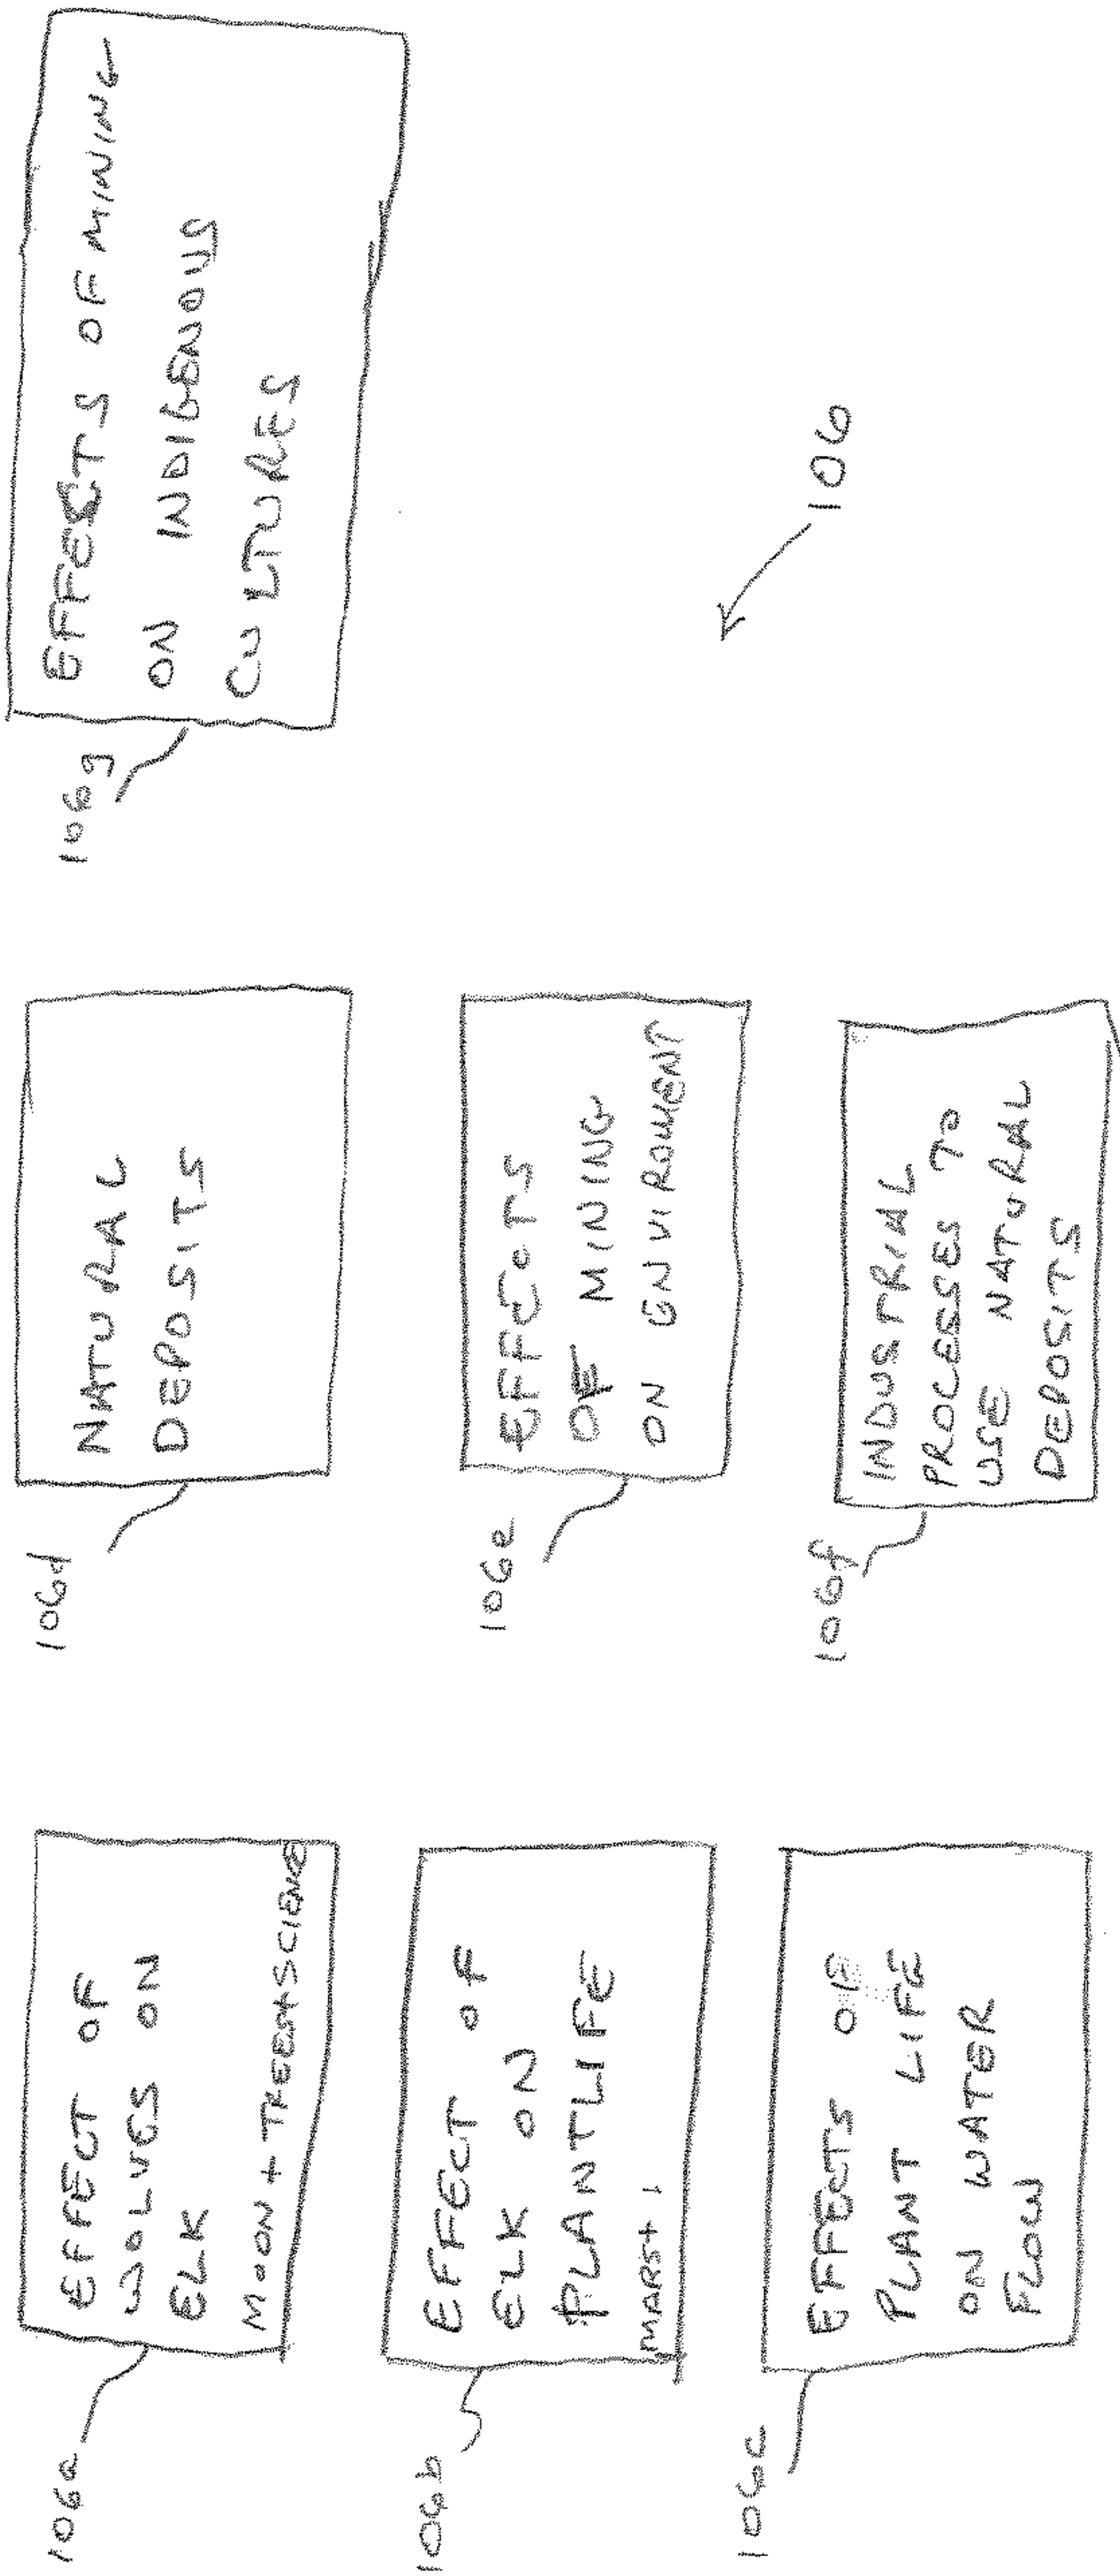 106a
EFFECT OF
WOLVES ON
ELK
MOON + TREES + SCIENCE
106b
EFFECT OF
ELK ON
PLANTLIFE
MARS + 1
106c
EFFECTS OF
PLANT LIFE
ON WATER
FLOW
106d
NATURAL
DEPOSITS
106e
EFFECTS
OF MINING
ON ENVIROMENT
106f
INDUSTRIAL
PROCESSES TO
USE NATURAL
DEPOSITS
106g
EFFECTS OF MINING
ON INDIGENOUS
CULTURES
106